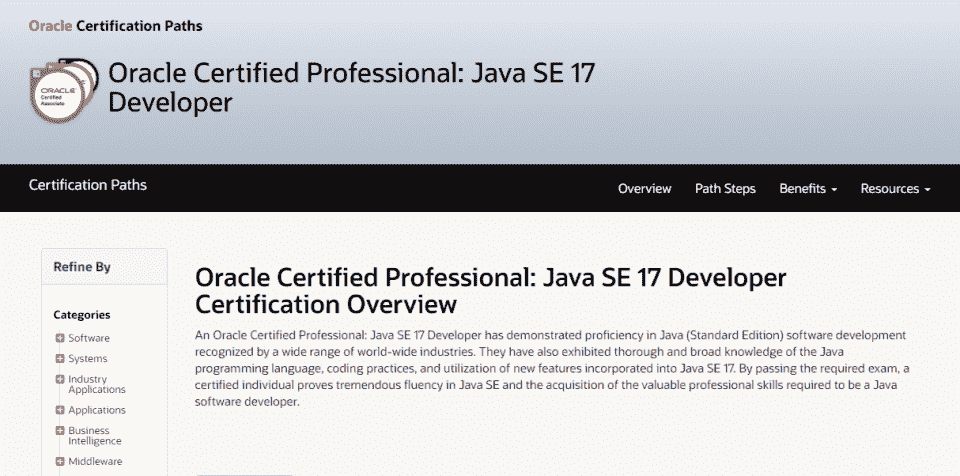 Oracle Certification Paths
ORACLE
Certified
Associate
Oracle Certified Professional: Java SE 17
Developer
Certification Paths
Overview
Path Steps
Benefits
Resources
Refine By
Categories
Software
Systems
Industry
Applications
Applications
Business
Intelligence
Middleware
Oracle Certified Professional: Java SE 17 Developer
Certification Overview
An Oracle Certified Professional: Java SE 17 Developer has demonstrated proficiency in Java (Standard Edition) software development
recognized by a wide range of world-wide industries. They have also exhibited thorough and broad knowledge of the Java
programming language, coding practices, and utilization of new features incorporated into Java SE 17. By passing the required exam, a
certified individual proves tremendous fluency in Java SE and the acquisition of the valuable professional skills required to be a Java
software developer.